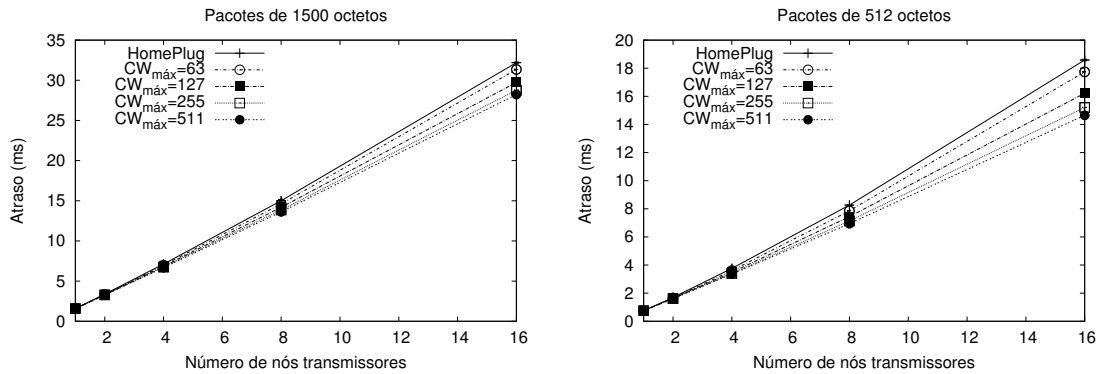 Pacotes de 1500 octetos
35
30
25
20
15
10
5
0
HomePlug
CWmáx=63
CWmáx=127
CWmáx=255
CWmáx=511
Atraso (ms)
2 4 6 8 10 12 14 16
Número de nós transmissores
Pacotes de 512 octetos
20
18
16
14
12
10
8
6
4
2
0
HomePlug
CWmáx=63
CWmáx=127
CWmáx=255
CWmáx=511
Atraso (ms)
2 4 6 8 10 12 14 16
Número de nós transmissores